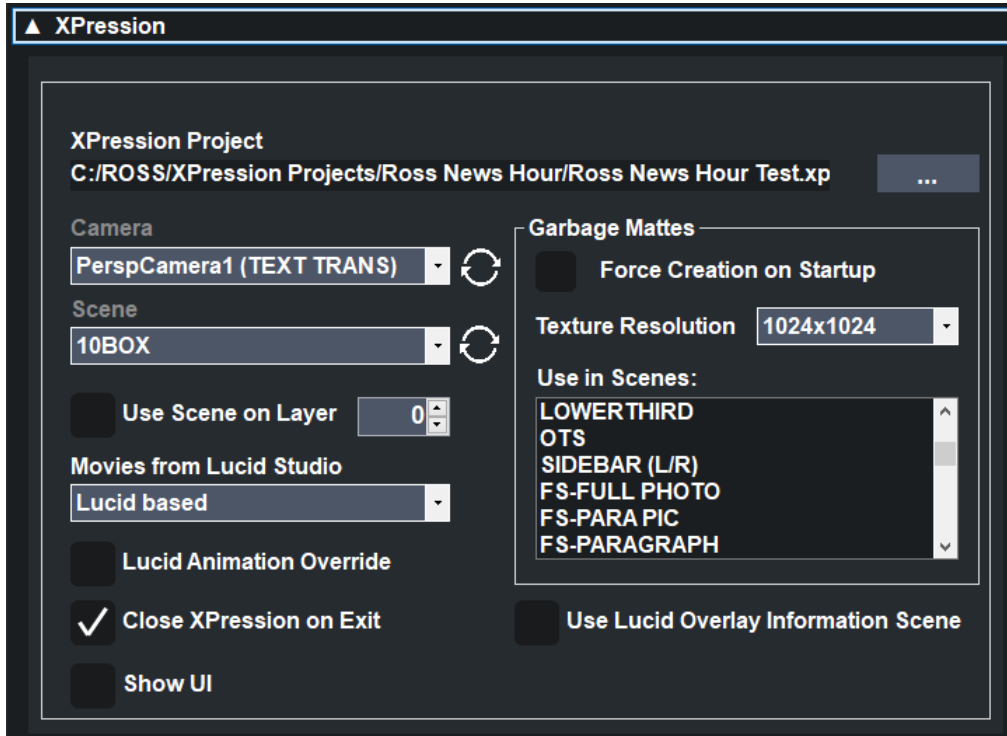 ▲ XPression
XPression Project
C:/ROSS/XPression Projects/Ross News Hour/Ross News Hour Test.xp
...
Camera
PerspCamera1 (TEXT TRANS)
Scene
10BOX
Use Scene on Layer
0
Movies from Lucid Studio
Lucid based
Lucid Animation Override
Close XPression on Exit
Show UI
Garbage Mattes
Force Creation on Startup
Texture Resolution
1024x1024
Use in Scenes:
LOWERTHIRD
OTS
SIDEBAR (L/R)
FS-FULL PHOTO
FS-PARA PIC
FS-PARAGRAPH
Use Lucid Overlay Information Scene